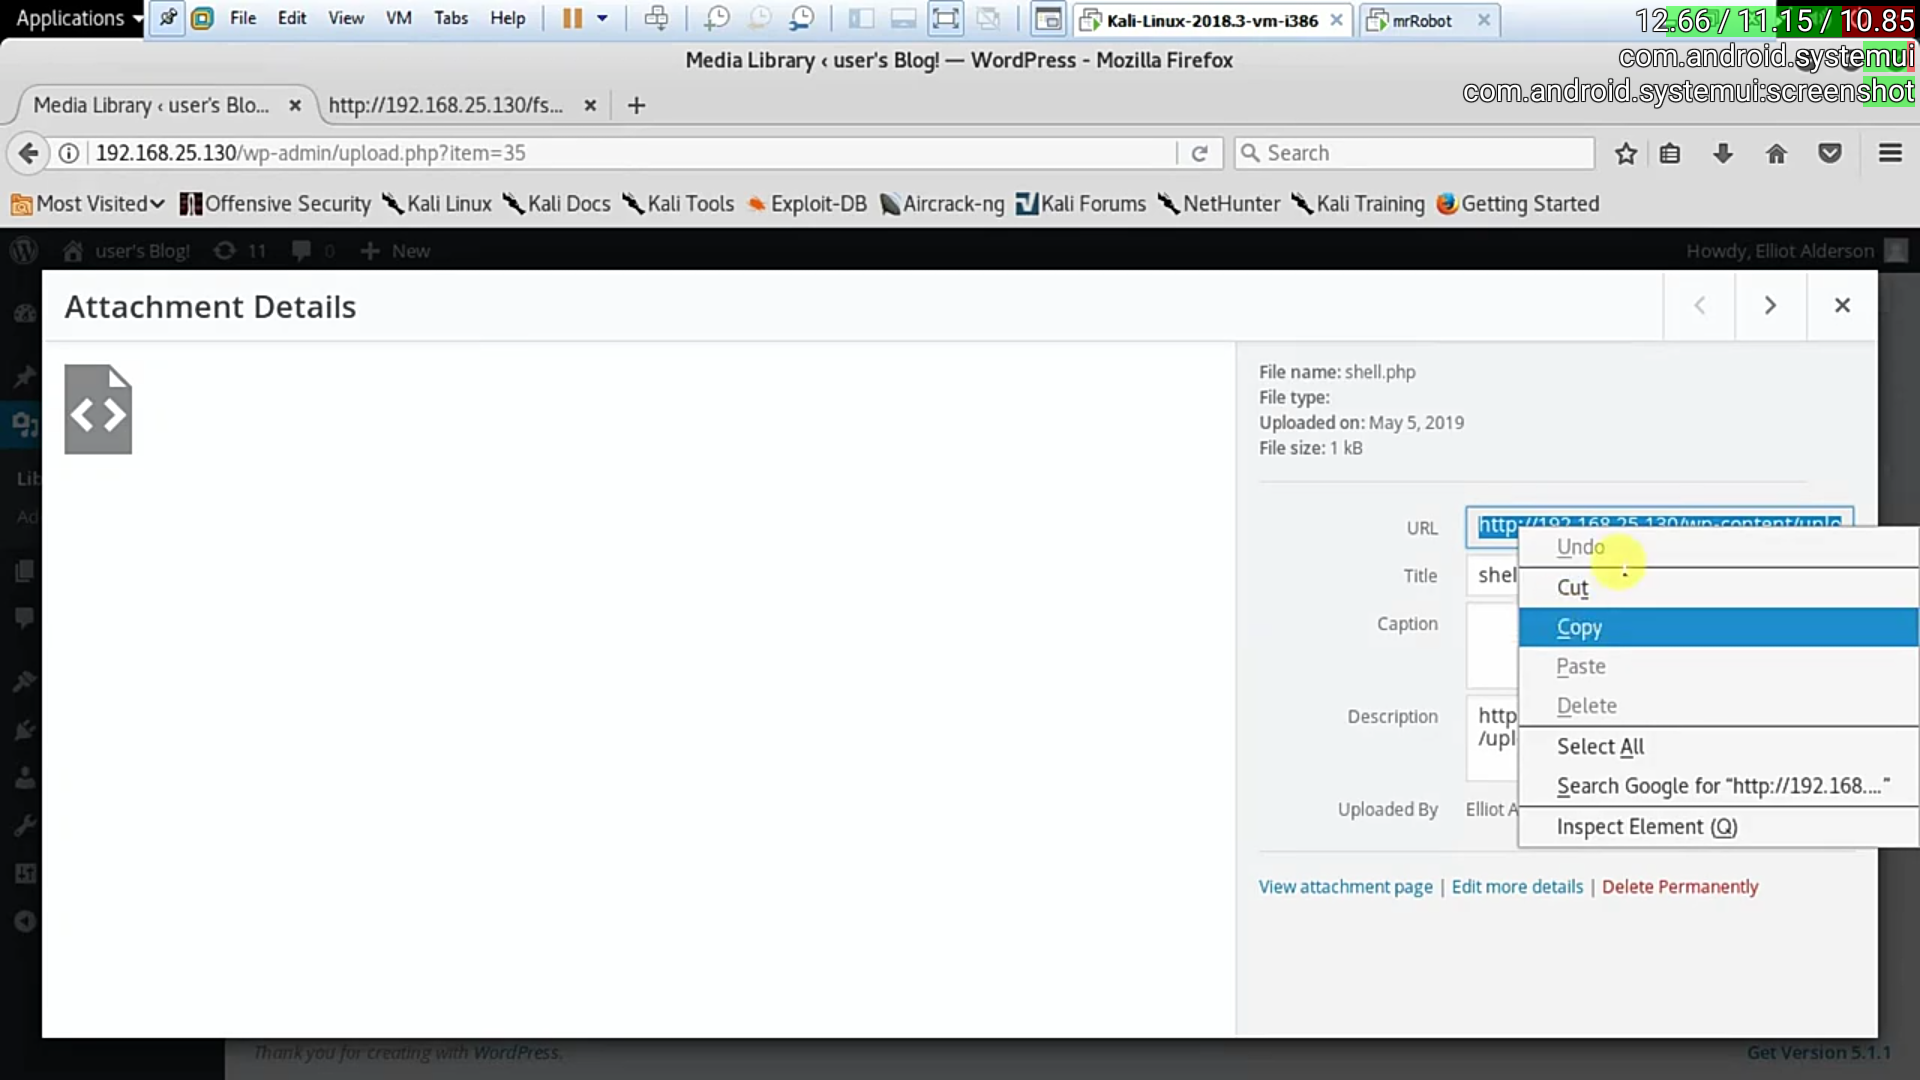 Applications File Edit View VM Tabs Help Kali-Linux-2018.3-vm-i386 mrRobot 12.66 / 11.15 / 10.85
com.android.systemui
Media Library ‹ user's Blog! — WordPress - Mozilla Firefox
com.android.systemui:screenshot
Media Library ‹ user's Blo... http://192.168.25.130/fs...
192.168.25.130/wp-admin/upload.php?item=35 Search
Most Visited Offensive Security Kali Linux Kali Docs Kali Tools Exploit-DB Aircrack-ng Kali Forums NetHunter Kali Training Getting Started
user's Blog! 11 0 New Howdy, Elliot Alderson
Attachment Details
File name: shell.php
File type:
Uploaded on: May 5, 2019
File size: 1 kB
Lib
Ad
URL http://192.168.25.130/wp-content/uplo
Undo
Title shel
Cut
Caption
Copy
Paste
Delete
Description http
/upl
Select All
Search Google for “http://192.168....”
Uploaded By Elliot A
Inspect Element (Q)
View attachment page | Edit more details | Delete Permanently
Thank you for creating with WordPress. Get Version 5.1.1